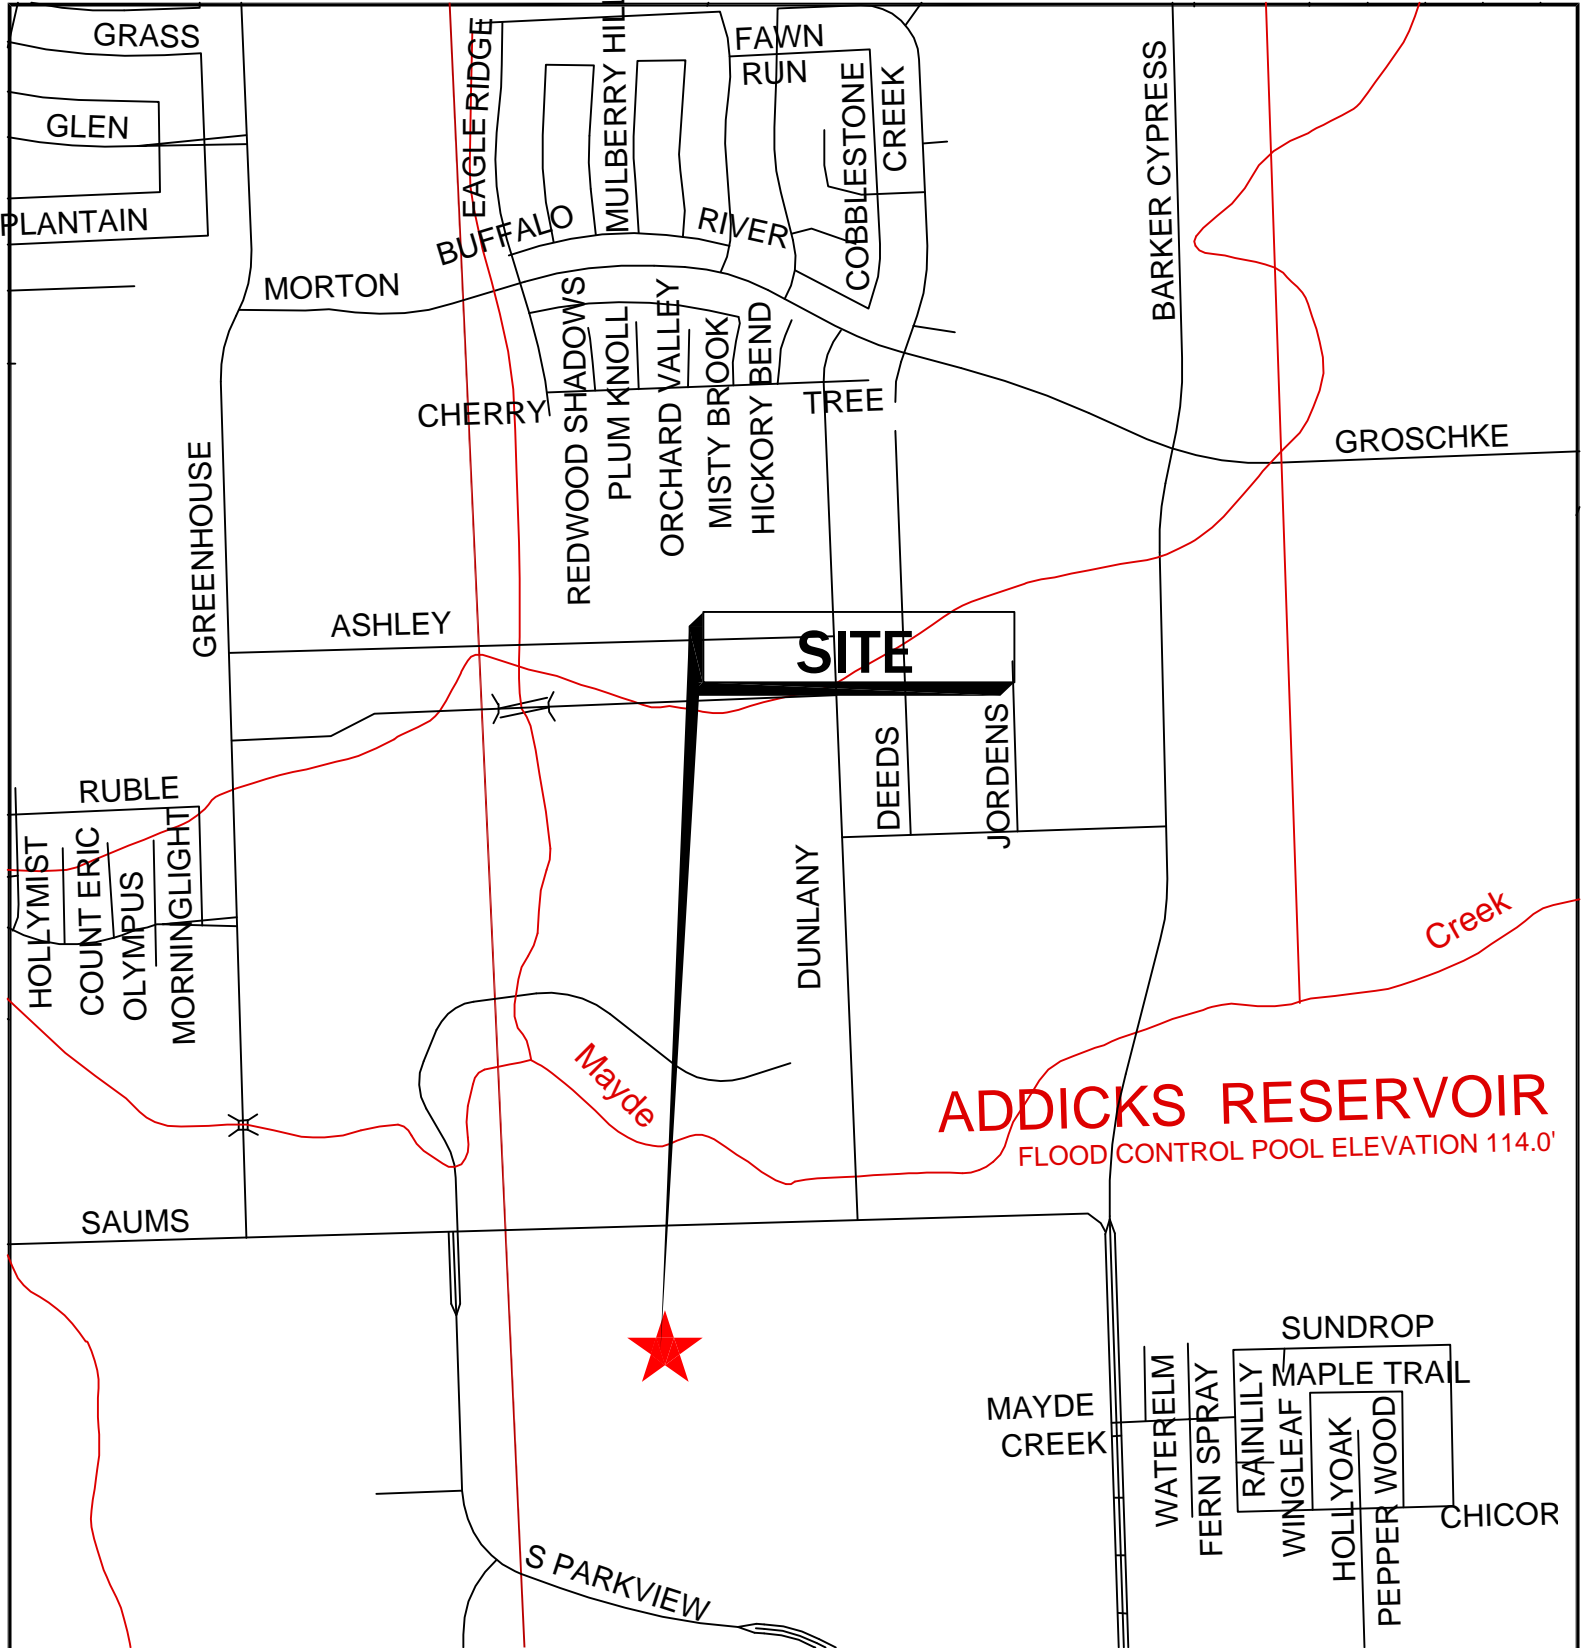 GRASS
GLEN
PLANTAIN
EAGLE RIDGE
MULBERRY HILL
FAWN
RUN
COBBLESTONE
CREEK
BARKER CYPRESS
BUFFALO
RIVER
MORTON
REDWOOD SHADOWS
PLUM KNOLL
ORCHARD VALLEY
MISTY BROOK
HICKORY BEND
CHERRY
TREE
GROSCHKE
GREENHOUSE
ASHLEY
SITE
DEEDS
JORDENS
RUBLE
HOLLYMIST
COUNT ERIC
OLYMPUS
MORNINGLIGHT
DUNLANY
Creek
Mayde
ADDICKS RESERVOIR
FLOOD CONTROL POOL ELEVATION 114.0'
SAUMS
SUNDROP
MAPLE TRAIL
MAYDE
CREEK
WATERELM
FERN SPRAY
RAINLILY
WINGLEAF
HOLLYOAK
PEPPER WOOD
CHICOR
S PARKVIEW